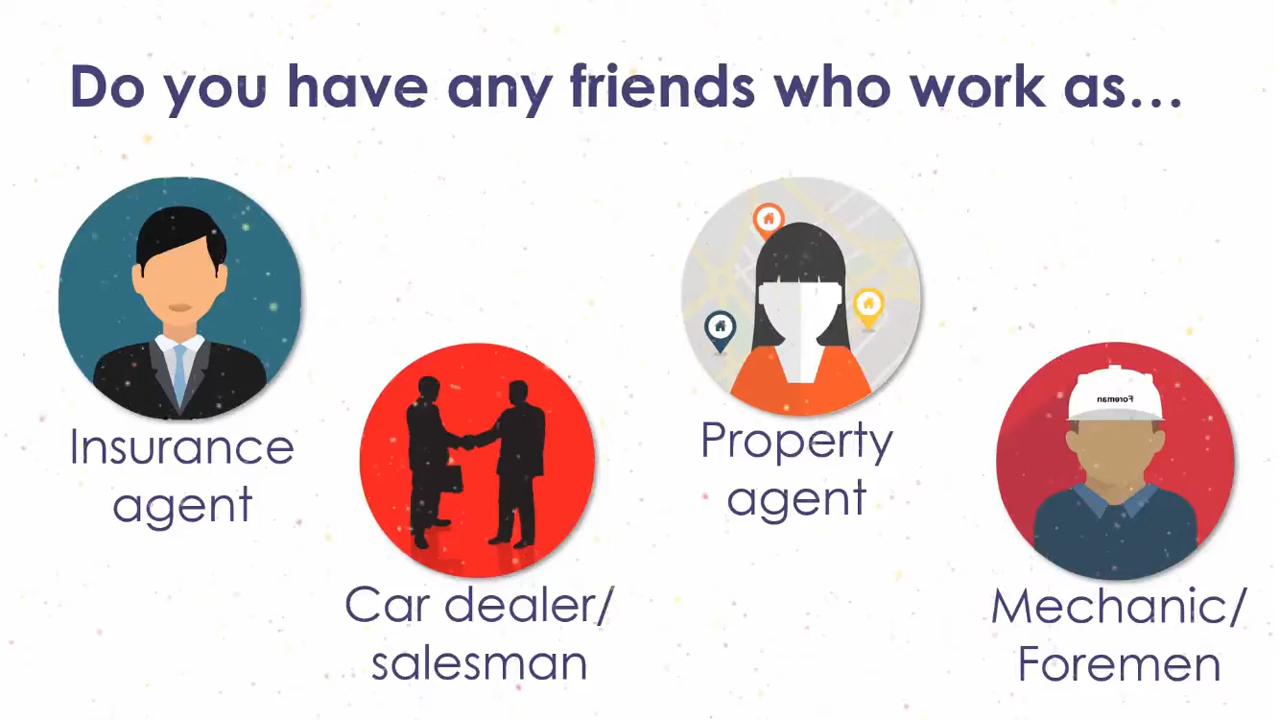 Do you have any friends who work as...
Insurance
agent
Car dealer/
salesman
Property
agent
Foreman
Mechanic/
Foremen